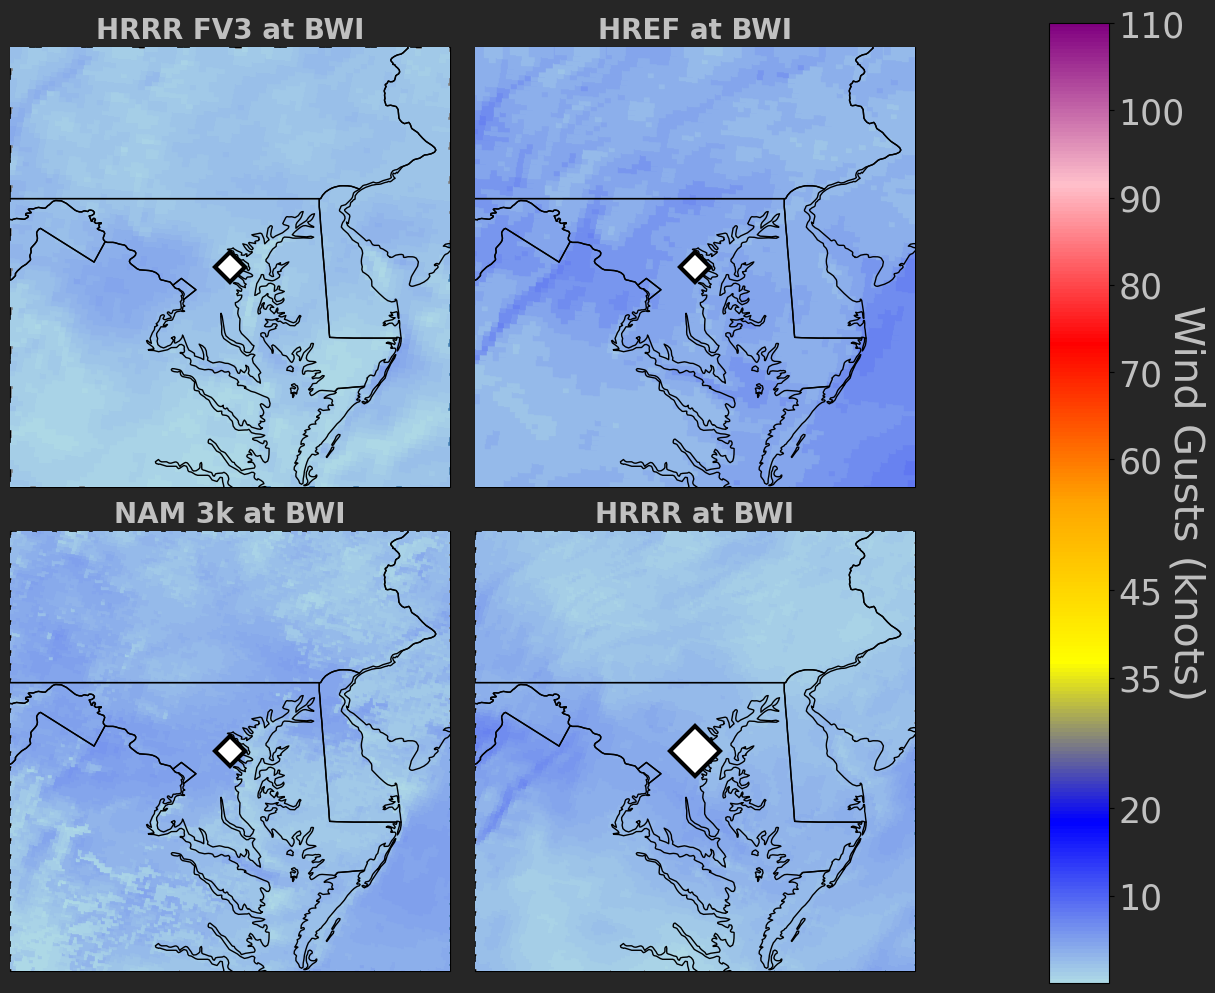 HRRR FV3 at BWI
HREF at BWI
NAM 3k at BWI
HRRR at BWI
110
100
90
80
70
60
45
35
20
10
Wind Gusts (knots)